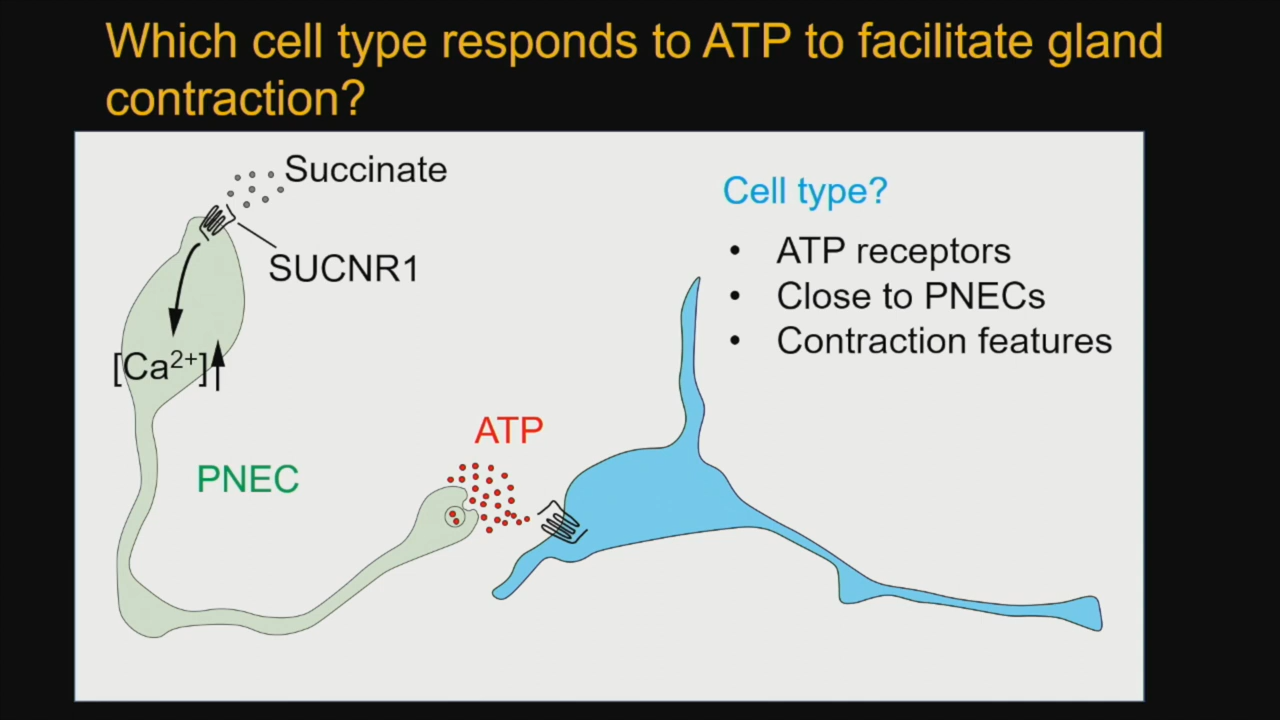 Which cell type responds to ATP to facilitate gland
contraction?
Succinate
SUCNR1
[Ca²⁺]
PNEC
ATP
Cell type?
• ATP receptors
• Close to PNECs
• Contraction features